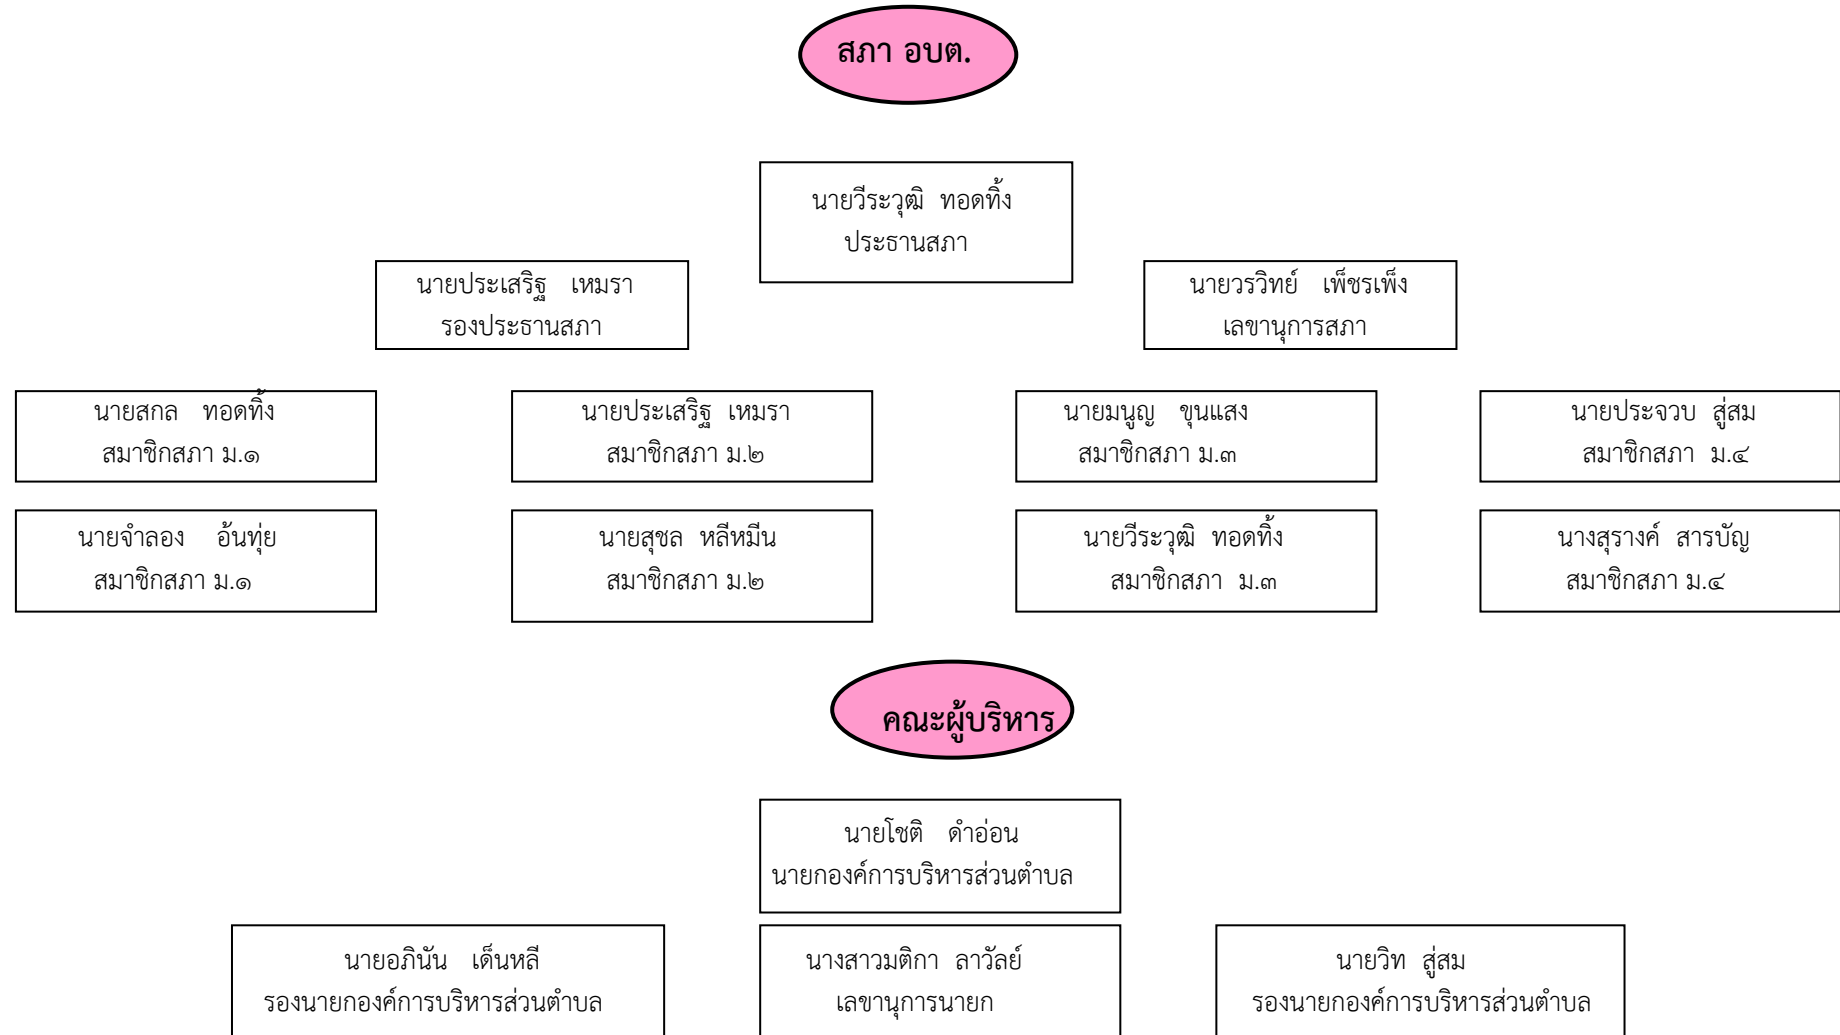 สภา อบต.
นายวีระวุฒิ ทอดทิ้ง
ประธานสภา
นายประเสริฐ เหมรา
รองประธานสภา
นายวรวิทย์ เพ็ชรเพ็ง
เลขานุการสภา
นายสกล ทอดทิ้ง
สมาชิกสภา ม.๑
นายประเสริฐ เหมรา
สมาชิกสภา ม.๒
นายมนูญ ขุนแสง
สมาชิกสภา ม.๓
นายประจวบ สู่สม
สมาชิกสภา ม.๔
นายจำลอง อ้นทุ่ย
สมาชิกสภา ม.๑
นายสุชล หลีหมีน
สมาชิกสภา ม.๒
นายวีระวุฒิ ทอดทิ้ง
สมาชิกสภา ม.๓
นางสุรางค์ สารบัญ
สมาชิกสภา ม.๔
คณะผู้บริหาร
นายโชติ ดำอ่อน
นายกองค์การบริหารส่วนตำบล
นายอภินัน เด็นหลี
รองนายกองค์การบริหารส่วนตำบล
นางสาวมติกา ลาวัลย์
เลขานุการนายก
นายวิท สู่สม
รองนายกองค์การบริหารส่วนตำบล